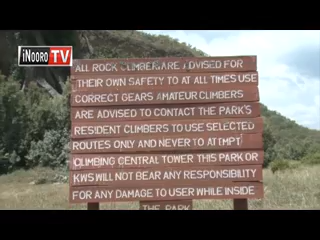 iNOORO TV
ALL ROCK CLIMBERS ARE ADVISED FOR
THEIR OWN SAFETY TO AT ALL TIMES USE
CORRECT GEARS AMATEUR CLIMBERS
ARE ADVISED TO CONTACT THE PARK'S
RESIDENT CLIMBERS TO USE SELECTED
ROUTES ONLY AND NEVER TO ATTEMPT
CLIMBING CENTRAL TOWER THIS PARK OR
KWS WILL NOT BEAR ANY RESPONSIBILITY
FOR ANY DAMAGE TO USER WHILE INSIDE
THE PARK